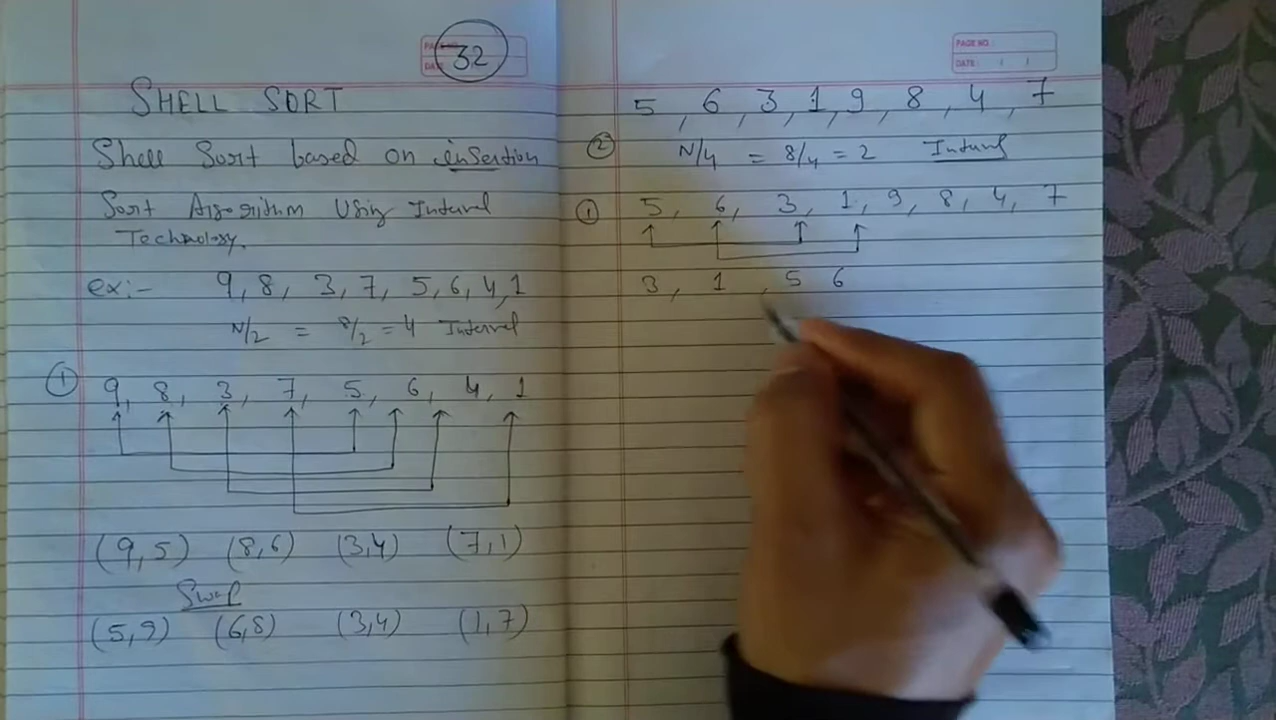 32
SHELL SORT
Shell Sort based on insertion
Sort Algorithm Using Interval
Technology.
ex:- 9, 8, 3, 7, 5, 6, 4, 1
N/2 = 8/2 = 4 Interval
① 9, 8, 3, 7, 5, 6, 4, 1
(9,5) (8,6) (3,4) (7,1)
Swap
(5,9) (6,8) (3,4) (1,7)
PAGE NO :
DATE : / /
5, 6, 3, 1, 9, 8, 4, 7
② N/4 = 8/4 = 2 Interval
① 5, 6, 3, 1, 9, 8, 4, 7
3, 1, 5 6